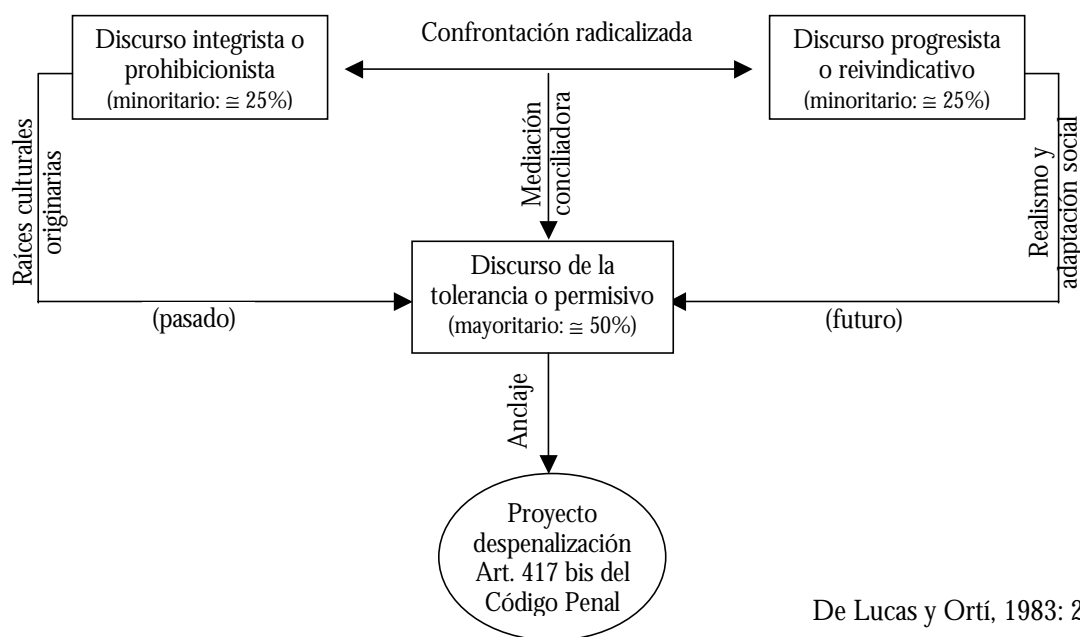 Discurso integrista o
prohibicionista
(minoritario: ≅ 25%)
Confrontación radicalizada
Discurso progresista
o reivindicativo
(minoritario: ≅ 25%)
Raíces culturales
originarias
Mediación
conciliadora
Realismo y
adaptación social
Discurso de la
tolerancia o permisivo
(mayoritario: ≅ 50%)
(pasado)
(futuro)
Anclaje
Proyecto
despenalización
Art. 417 bis del
Código Penal
De Lucas y Ortí, 1983: 2